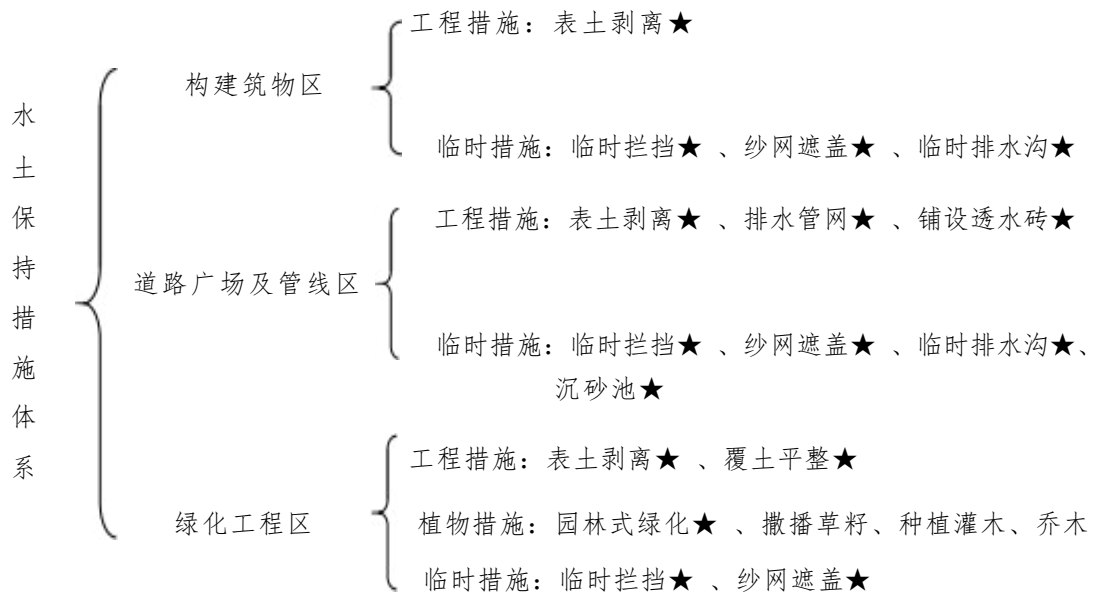 水土保持措施体系
构建筑物区
工程措施：表土剥离★
临时措施：临时拦挡★ 、纱网遮盖★ 、临时排水沟★
道路广场及管线区
工程措施：表土剥离★ 、排水管网★ 、铺设透水砖★
临时措施：临时拦挡★ 、纱网遮盖★ 、临时排水沟★、
沉砂池★
绿化工程区
工程措施：表土剥离★ 、覆土平整★
植物措施：园林式绿化★ 、撒播草籽、种植灌木、乔木
临时措施：临时拦挡★ 、纱网遮盖★